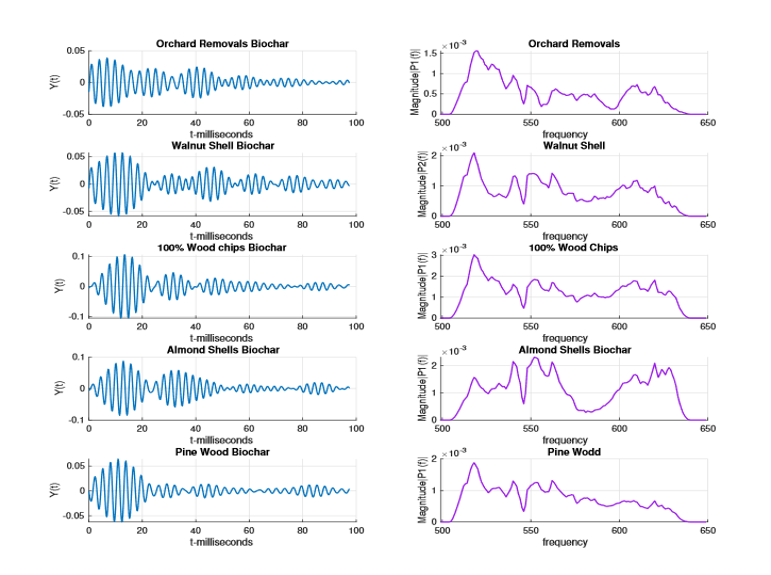 Orchard Removals Biochar
0.05
0
-0.05
Y(t)
0 20 40 60 80 100
t-milliseconds
Orchard Removals
×10⁻³
1.5
1
0.5
0
Magnitude|P1(f)|
500 550 600 650
frequency
Walnut Shell Biochar
0.05
0
-0.05
Y(t)
0 20 40 60 80 100
t-milliseconds
Walnut Shell
×10⁻³
2
1
0
Magnitude|P2(f)|
500 550 600 650
frequency
100% Wood chips Biochar
0.1
0
-0.1
Y(t)
0 20 40 60 80 100
t-milliseconds
100% Wood Chips
×10⁻³
3
2
1
0
Magnitude|P1(f)|
500 550 600 650
frequency
Almond Shells Biochar
0.1
0
-0.1
Y(t)
0 20 40 60 80 100
t-milliseconds
Almond Shells Biochar
×10⁻³
2
1
0
Magnitude|P1(f)|
500 550 600 650
frequency
Pine Wood Biochar
0.05
0
-0.05
Y(t)
0 20 40 60 80 100
t-milliseconds
Pine Wodd
×10⁻³
2
1
0
Magnitude|P1(f)|
500 550 600 650
frequency